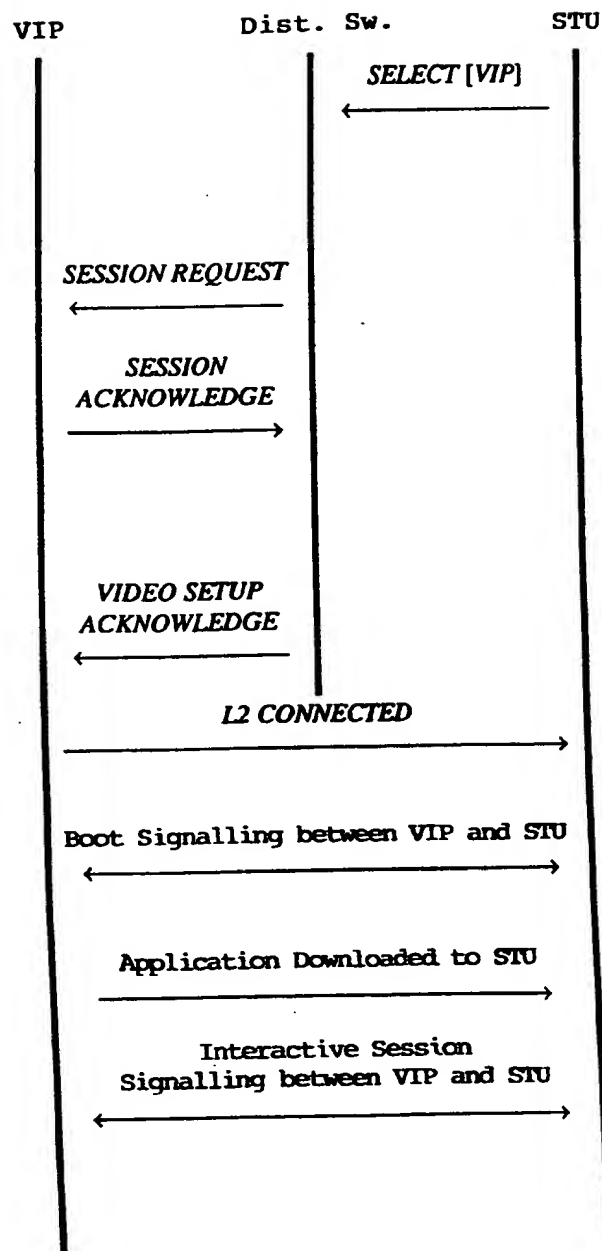 VIP Dist. Sw. STU
SELECT [VIP]
SESSION REQUEST
SESSION
ACKNOWLEDGE
VIDEO SETUP
ACKNOWLEDGE
L2 CONNECTED
Boot Signalling between VIP and STU
Application Downloaded to STU
Interactive Session
Signalling between VIP and STU